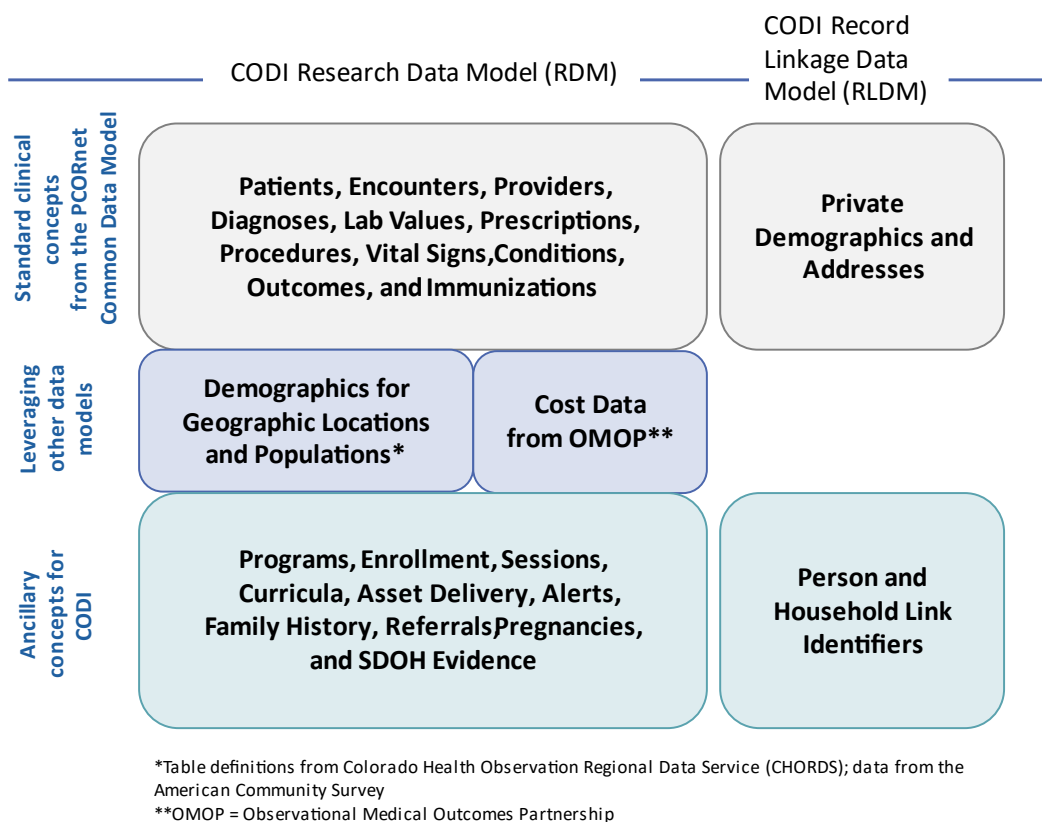 CODI Research Data Model (RDM)
CODI Record
Linkage Data
Model (RLDM)
Standard clinical
concepts
from the PCORnet
Common Data Model
Patients, Encounters, Providers,
Diagnoses, Lab Values, Prescriptions,
Procedures, Vital Signs,Conditions,
Outcomes, and Immunizations
Private
Demographics and
Addresses
Leveraging
other data
models
Demographics for
Geographic Locations
and Populations*
Cost Data
from OMOP**
Ancillary
concepts for
CODI
Programs, Enrollment, Sessions,
Curricula, Asset Delivery, Alerts,
Family History, Referrals,Pregnancies,
and SDOH Evidence
Person and
Household Link
Identifiers
*Table definitions from Colorado Health Observation Regional Data Service (CHORDS); data from the
American Community Survey
**OMOP = Observational Medical Outcomes Partnership